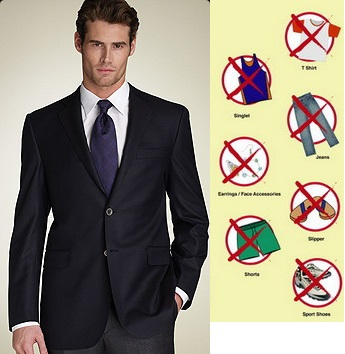 T Shirt
Singlet
Jeans
Earrings / Face Accessories
Slipper
Shorts
Sport Shoes